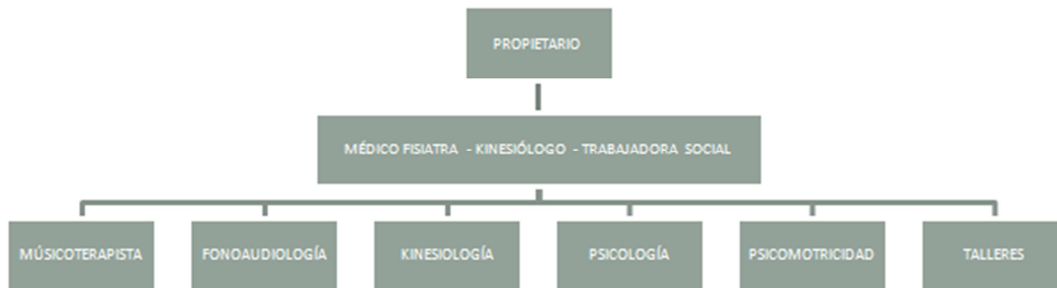 PROPIETARIO
MÉDICO FISIATRA - KINESIÓLOGO - TRABAJADORA SOCIAL
MÚSICOTERAPISTA
FONOAUDIOLOGÍA
KINESIOLOGÍA
PSICOLOGÍA
PSICOMOTRICIDAD
TALLERES